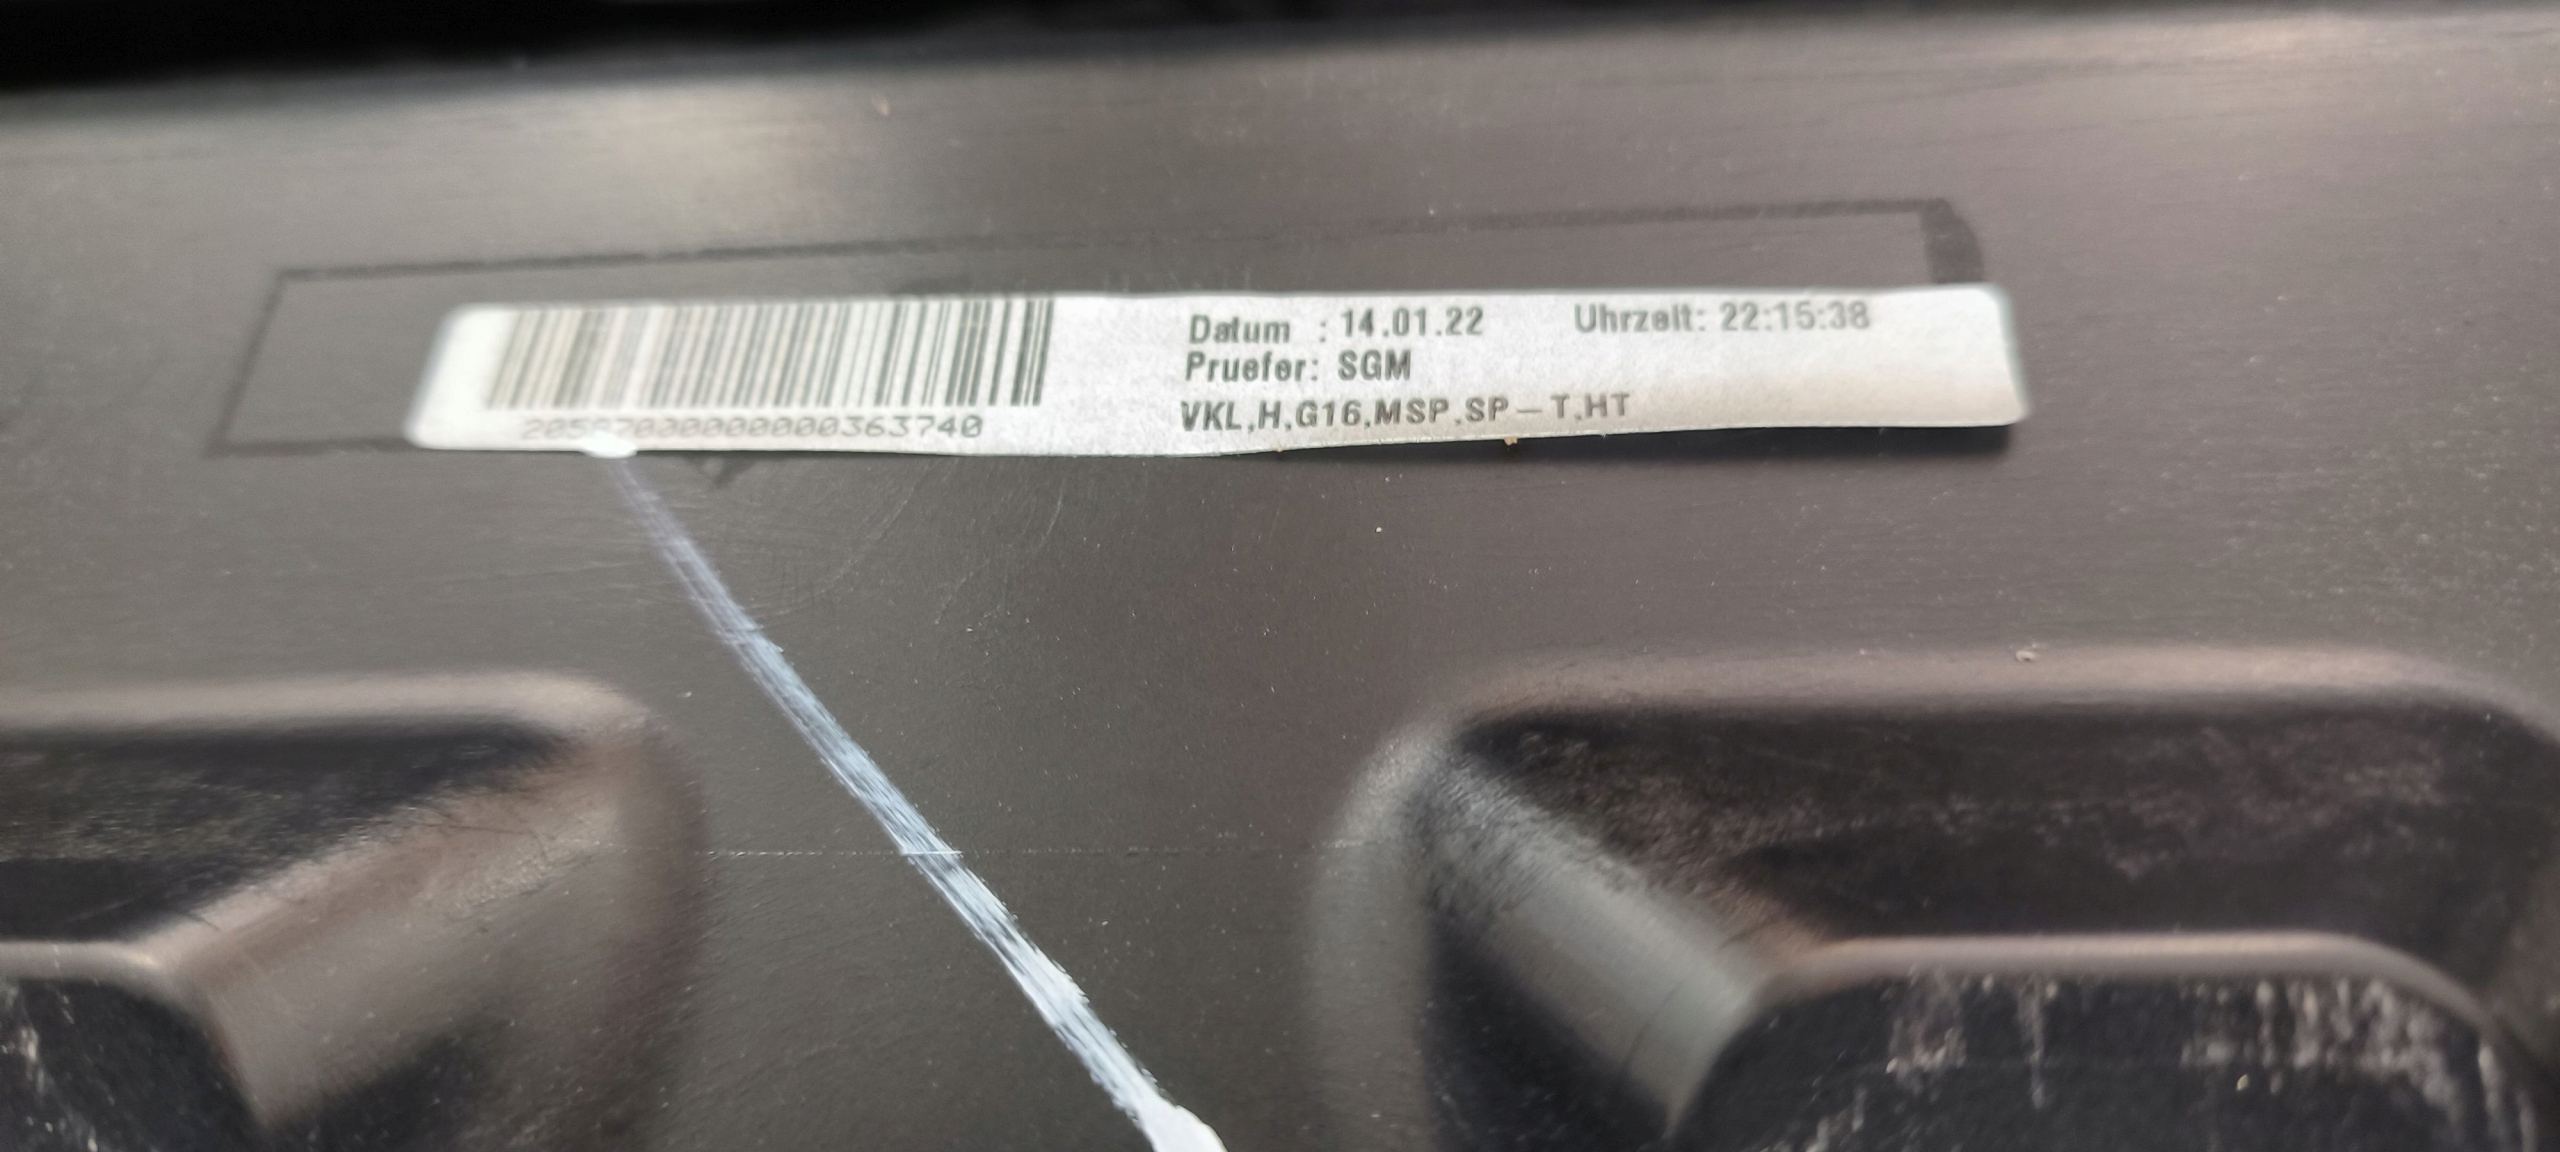 Datum : 14.01.22 Uhrzeit: 22:15:38
Pruefer: SGM
VKL,H,G16,MSP,SP-T,HT